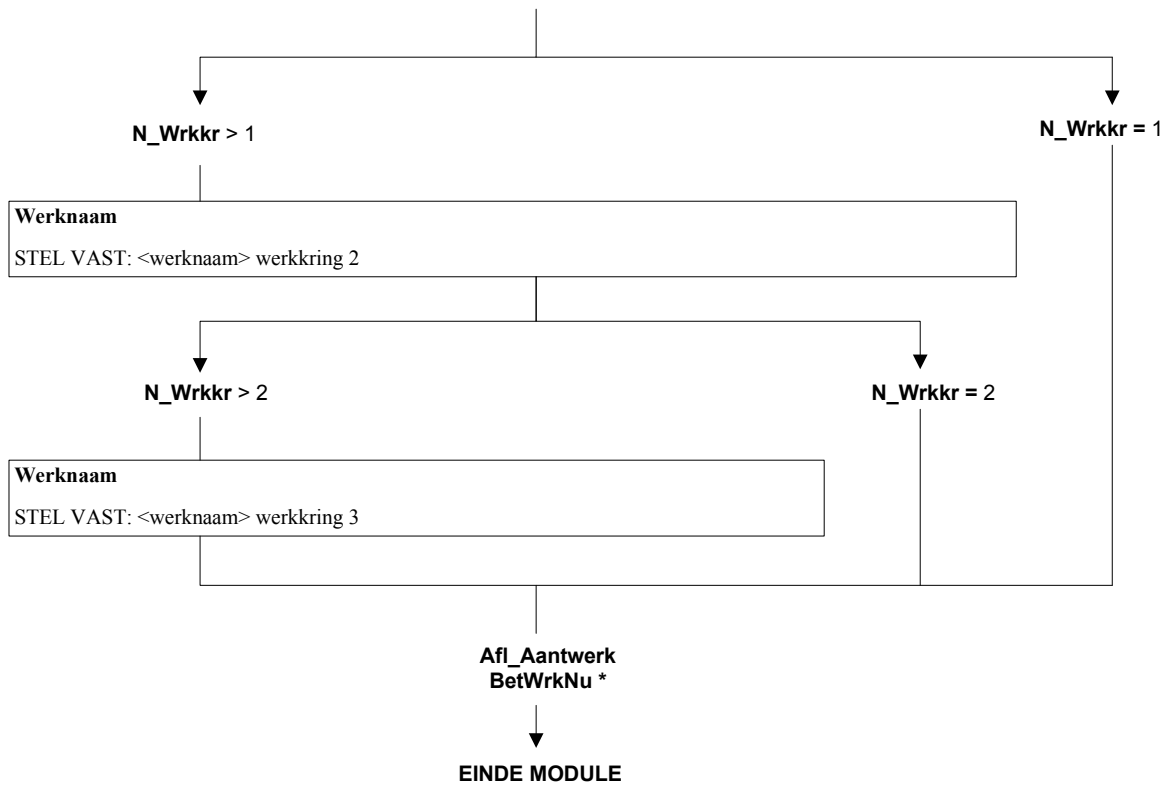 N_Wrkkr > 1
N_Wrkkr = 1
Werknaam
STEL VAST: <werknaam> werkkring 2
N_Wrkkr > 2
N_Wrkkr = 2
Werknaam
STEL VAST: <werknaam> werkkring 3
Afl_Aantwerk
BetWrkNu *
EINDE MODULE